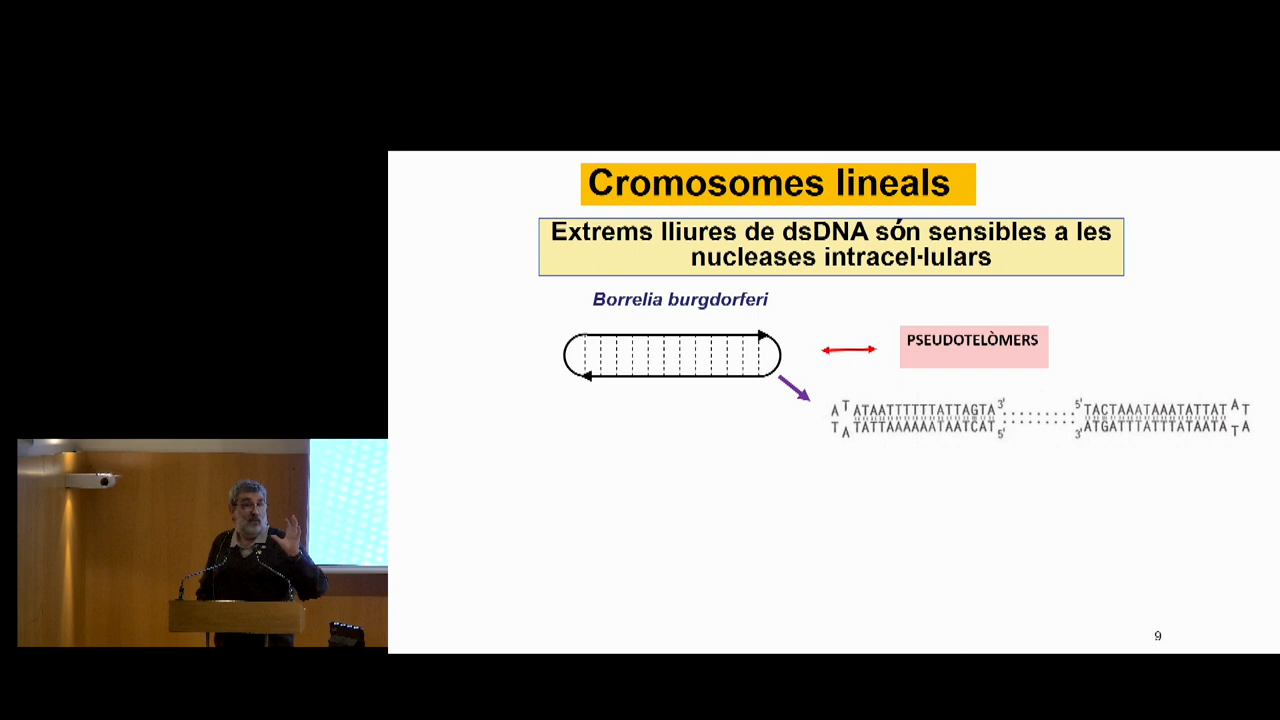 Cromosomes lineals
Extrems lliures de dsDNA són sensibles a les
nucleases intracel·lulars
Borrelia burgdorferi
PSEUDOTELÒMERS
A T ATAATTTTTTATTAGTA 3' ········· 5' TACTAAATAAATATTAT A T
T A TATTAAAAAATAATCAT 5' ········· 3' ATGATTTATTTATAATA T A
9